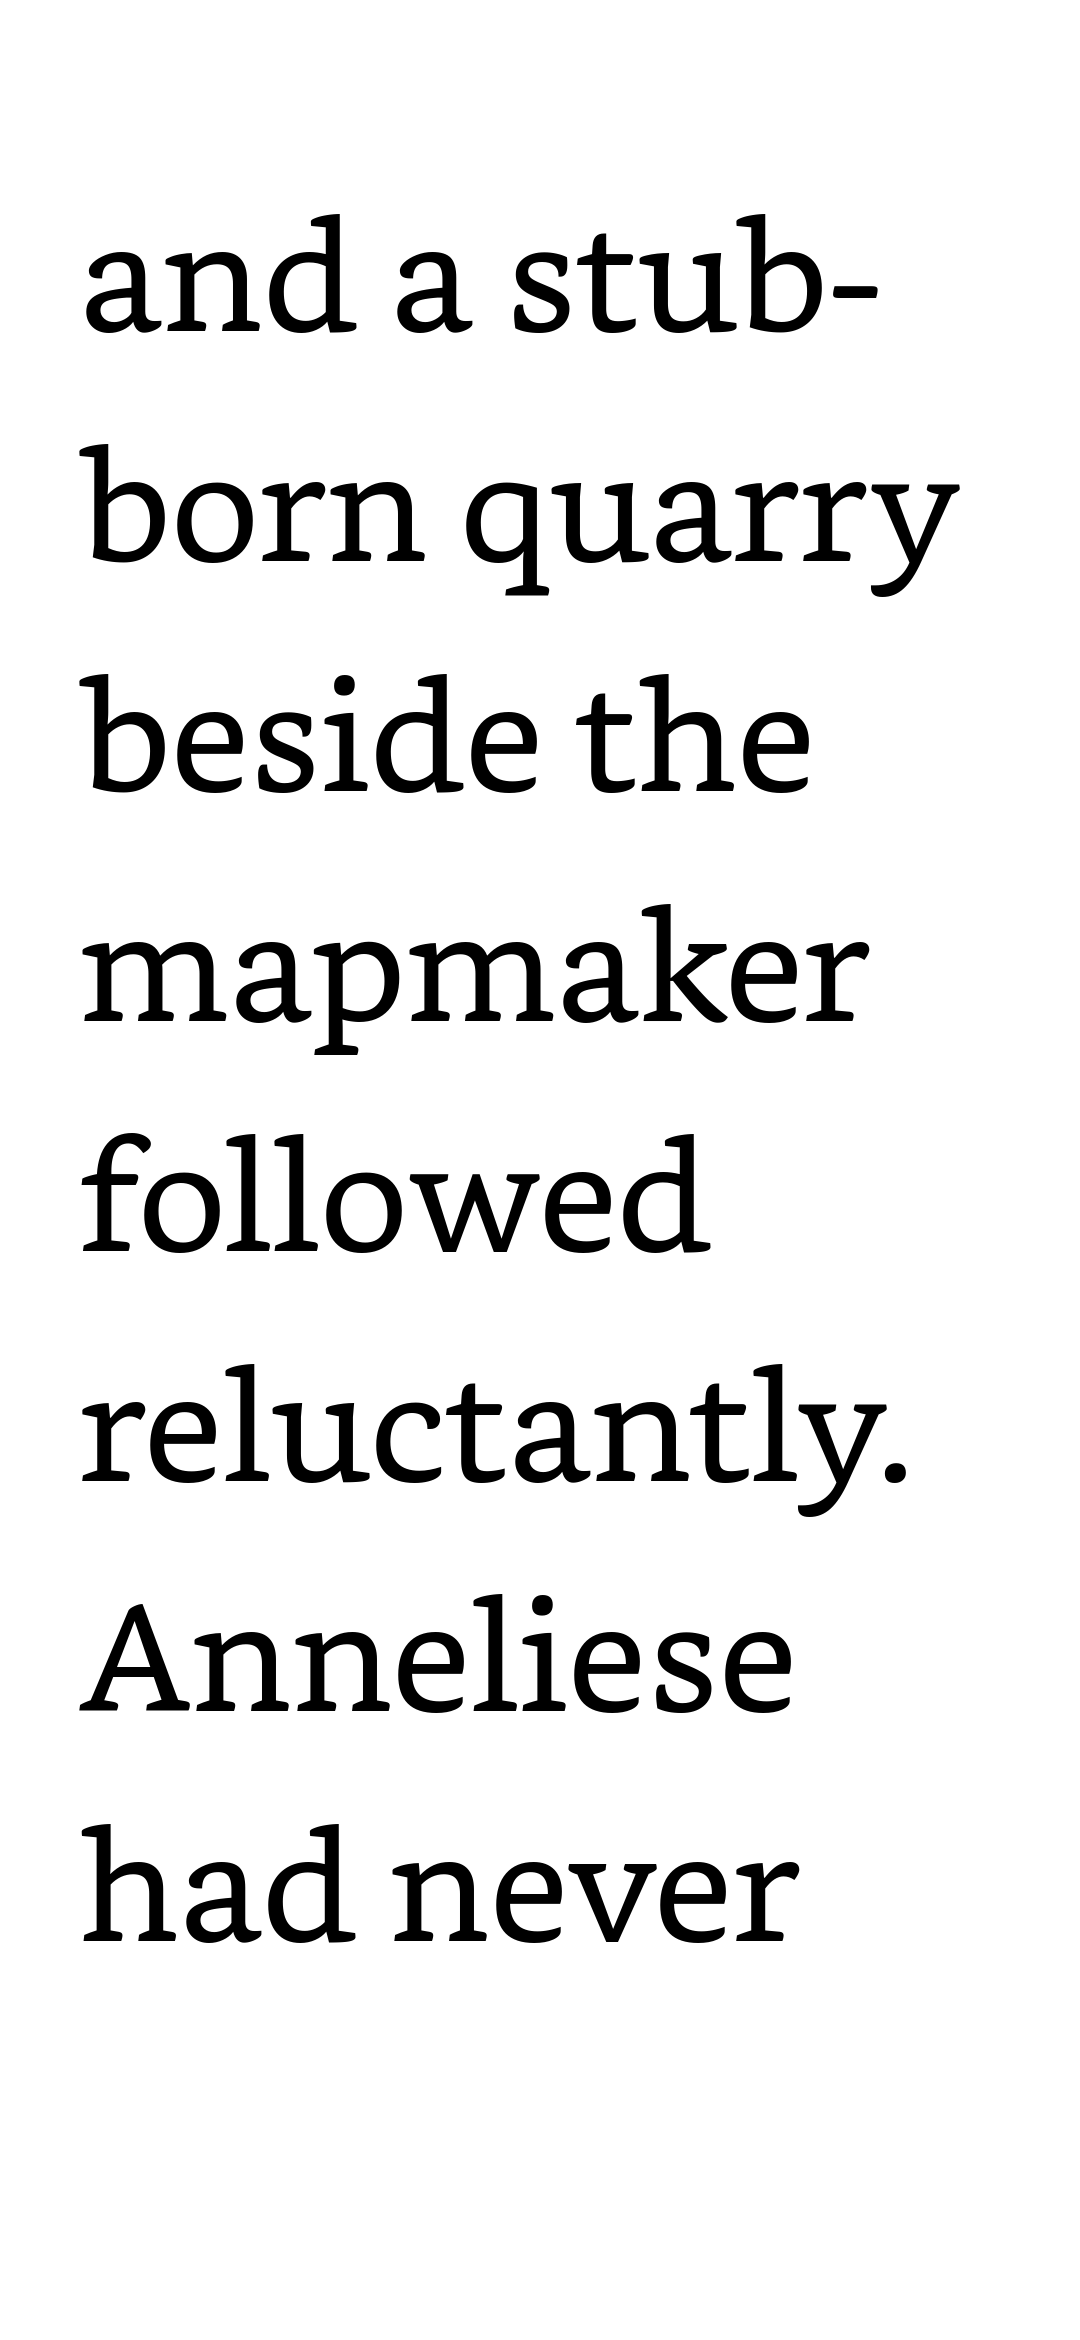 and a stub-
born quarry
beside the
mapmaker
followed
reluctantly.
Anneliese
had never